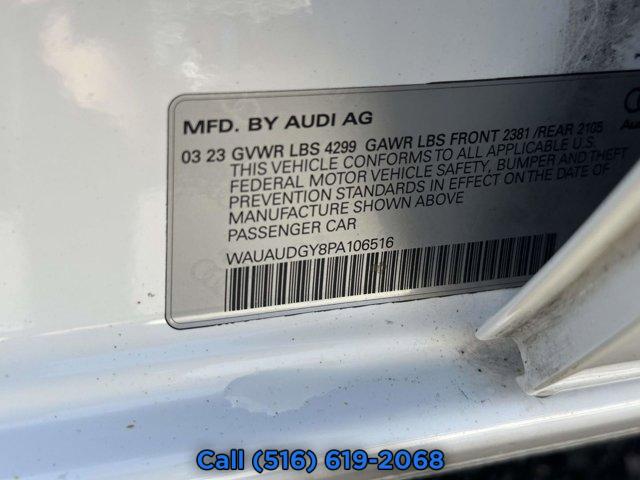 MFD. BY AUDI AG
03 23 GVWR LBS 4299 GAWR LBS FRONT 2381 /REAR 2105
THIS VEHICLE CONFORMS TO ALL APPLICABLE U.S.
FEDERAL MOTOR VEHICLE SAFETY, BUMPER AND THEFT
PREVENTION STANDARDS IN EFFECT ON THE DATE OF
MANUFACTURE SHOWN ABOVE
PASSENGER CAR
WAUAUDGY8PA106516
Call (516) 619-2068